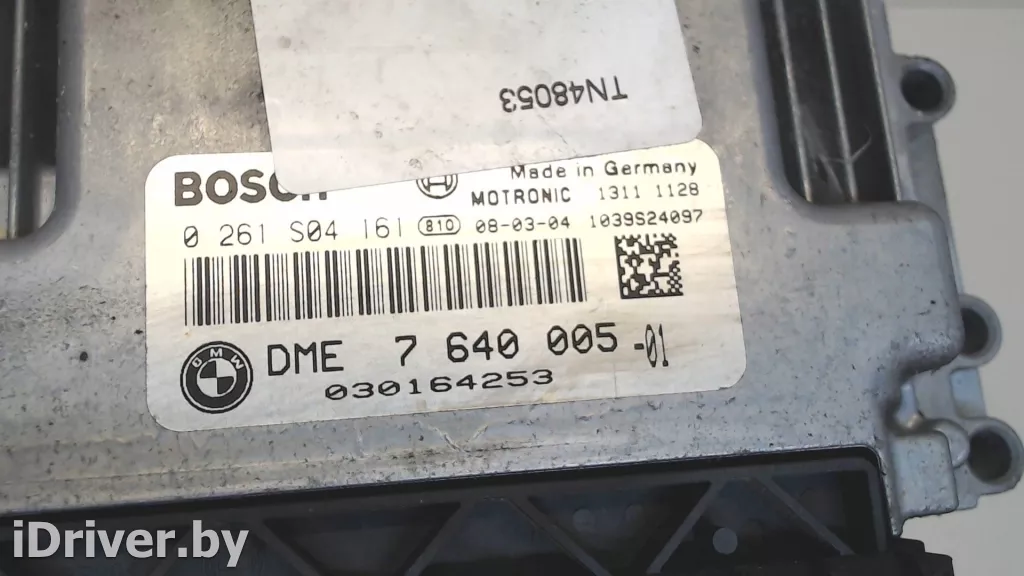 TN48053
BOSCH
Made in Germany
MOTRONIC 1311 1128
0 261 S04 161 810 08-03-04 1039S24097
BMW
DME 7 640 005 -01
030164253
iDriver.by